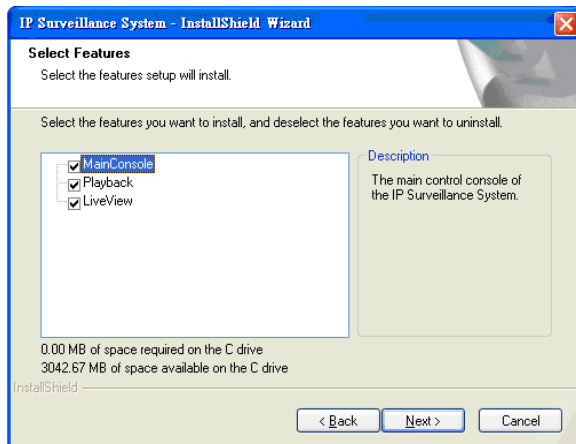 IP Surveillance System - InstallShield Wizard
Select Features
Select the features setup will install.
Select the features you want to install, and deselect the features you want to uninstall.
MainConsole
Playback
LiveView
Description
The main control console of
the IP Surveillance System.
0.00 MB of space required on the C drive
3042.67 MB of space available on the C drive
InstallShield
< Back
Next >
Cancel